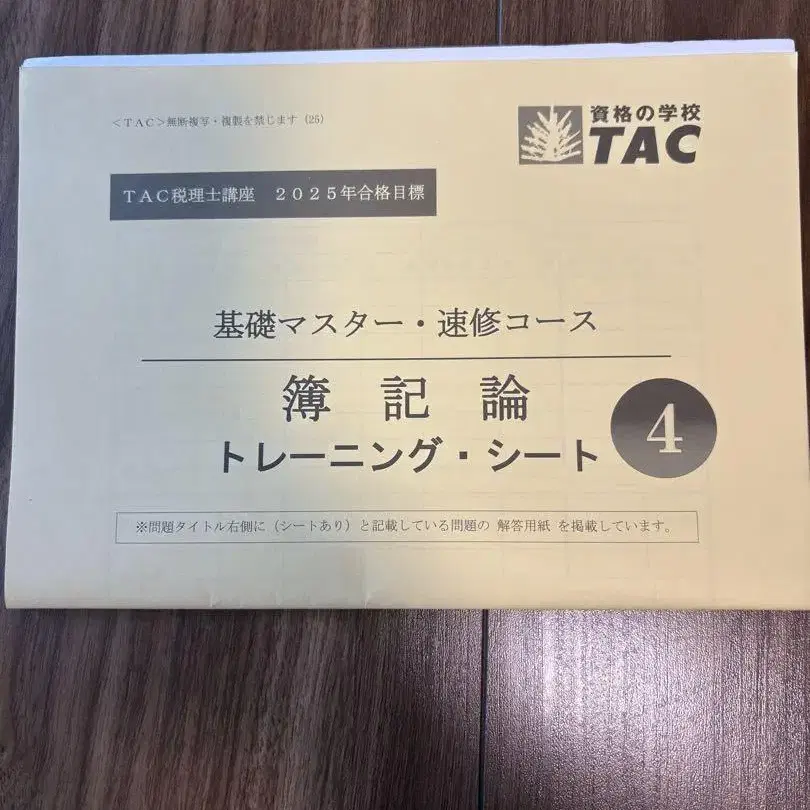 ＜ＴＡＣ＞無断複写・複製を禁じます（25）
資格の学校
TAC
ＴＡＣ税理士講座　２０２５年合格目標
基礎マスター・速修コース
簿　記　論
トレーニング・シート
4
※問題タイトル右側に（シートあり）と記載している問題の 解答用紙 を掲載しています。